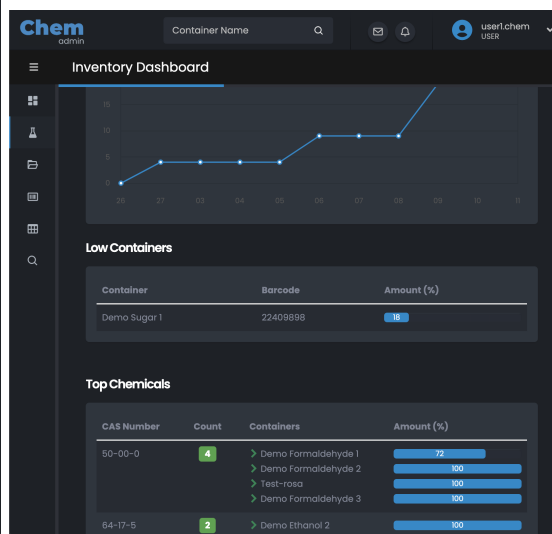 Chem
admin
Container Name
user1.chem
USER
Inventory Dashboard
15
10
5
0
26 27 03 04 05 06 07 08 09 10 11
Low Containers
Container Barcode Amount (%)
Demo Sugar 1 22409898 18
Top Chemicals
CAS Number Count Containers Amount (%)
50-00-0 4 Demo Formaldehyde 1 72
Demo Formaldehyde 2 100
Test-rosa 100
Demo Formaldehyde 3 100
64-17-5 2 Demo Ethanol 2 100